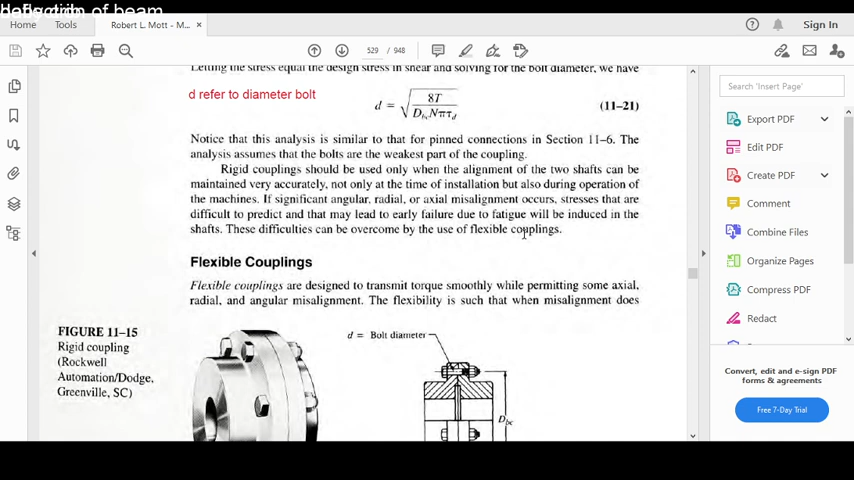 deflection of beam
Home
Tools
Robert L. Mott - M...
×
Sign In
529 / 948
Letting the stress equal the design stress in shear and solving for the bolt diameter, we have
d refer to diameter bolt
d = √(8T / D_bc Nπτ_d) (11–21)
Notice that this analysis is similar to that for pinned connections in Section 11–6. The
analysis assumes that the bolts are the weakest part of the coupling.
Rigid couplings should be used only when the alignment of the two shafts can be
maintained very accurately, not only at the time of installation but also during operation of
the machines. If significant angular, radial, or axial misalignment occurs, stresses that are
difficult to predict and that may lead to early failure due to fatigue will be induced in the
shafts. These difficulties can be overcome by the use of flexible couplings.
Flexible Couplings
Flexible couplings are designed to transmit torque smoothly while permitting some axial,
radial, and angular misalignment. The flexibility is such that when misalignment does
FIGURE 11–15
Rigid coupling
(Rockwell
Automation/Dodge,
Greenville, SC)
d = Bolt diameter
D_bc
Search 'Insert Page'
Export PDF
Edit PDF
Create PDF
Comment
Combine Files
Organize Pages
Compress PDF
Redact
Convert, edit and e-sign PDF
forms & agreements
Free 7-Day Trial